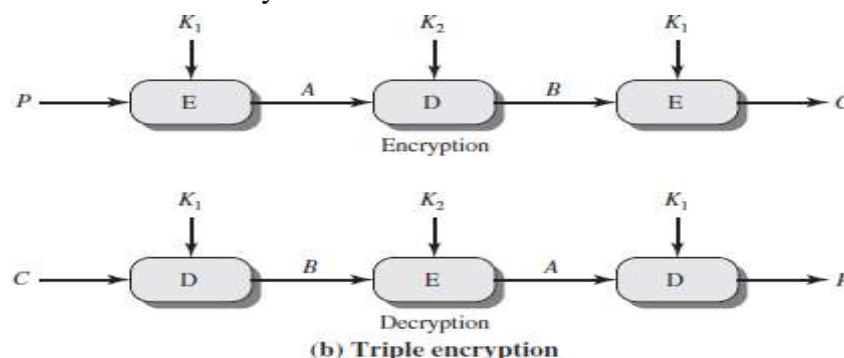 K₁ K₂ K₁
P E A D B E C
Encryption
K₁ K₂ K₁
C D B E A D P
Decryption
(b) Triple encryption